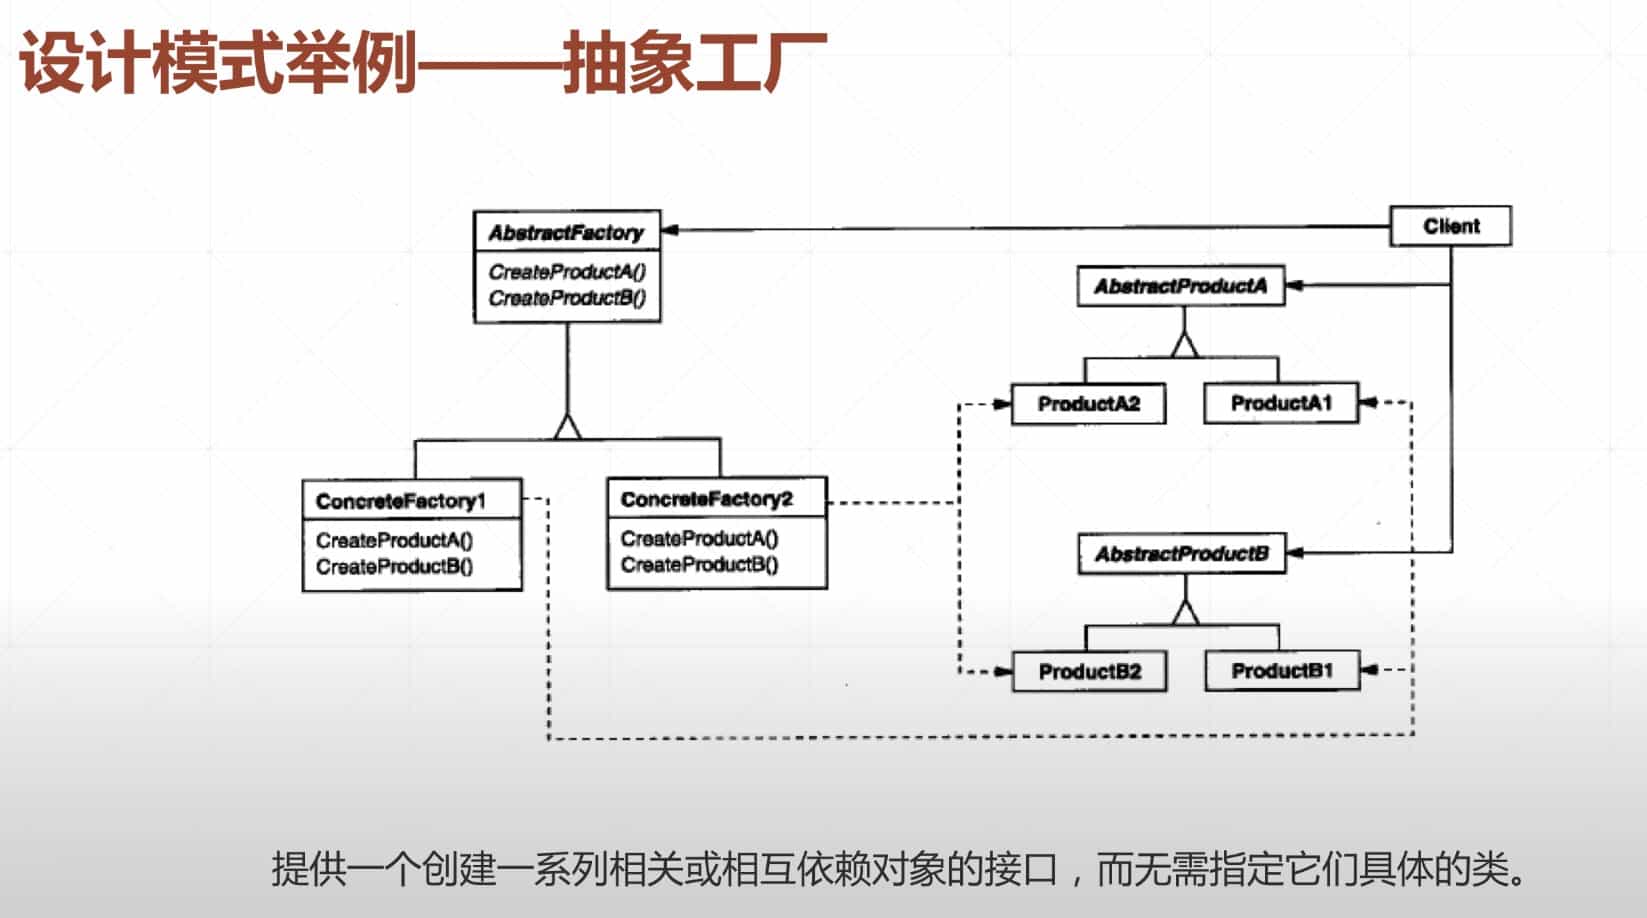 设计模式举例——抽象工厂
AbstractFactory
CreateProductA()
CreateProductB()
Client
AbstractProductA
ProductA2
ProductA1
ConcreteFactory1
CreateProductA()
CreateProductB()
ConcreteFactory2
CreateProductA()
CreateProductB()
AbstractProductB
ProductB2
ProductB1
提供一个创建一系列相关或相互依赖对象的接口，而无需指定它们具体的类。